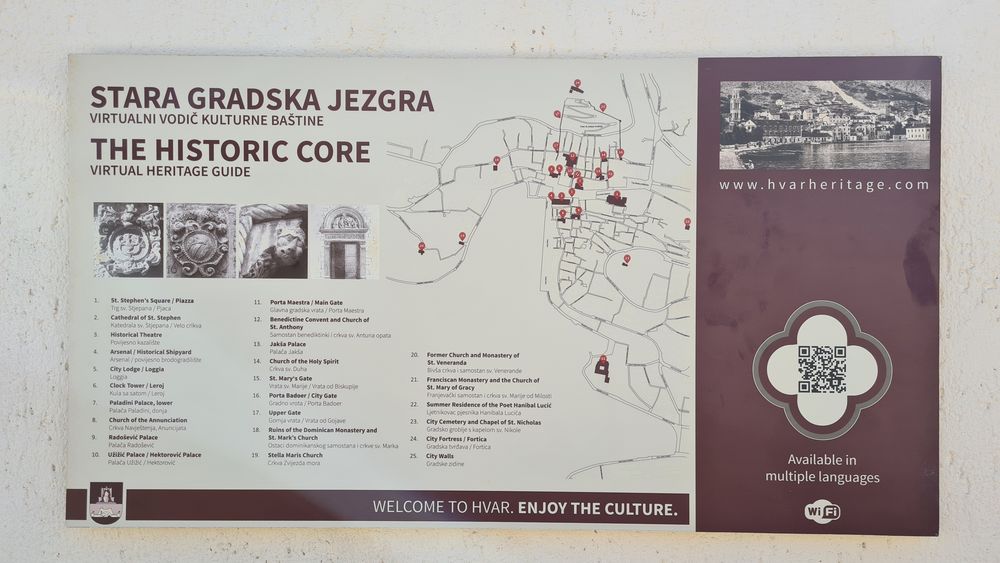 STARA GRADSKA JEZGRA
VIRTUALNI VODIČ KULTURNE BAŠTINE
THE HISTORIC CORE
VIRTUAL HERITAGE GUIDE
1. St. Stephen's Square / Piazza
Trg sv. Stjepana / Pjaca
2. Cathedral of St. Stephen
Katedrala sv. Stjepana / Velo crikva
3. Historical Theatre
Povijesno kazalište
4. Arsenal / Historical Shipyard
Arsenal / povijesno brodogradilište
5. City Lodge / Loggia
Loggia
6. Clock Tower / Leroj
Kula sa satom / Leroj
7. Paladini Palace, lower
Palača Paladini, donja
8. Church of the Annunciation
Crkva Navještenja, Anuncijata
9. Radošević Palace
Palača Radošević
10. Užižić Palace / Hektorović Palace
Palača Užižić / Hektorović
11. Porta Maestra / Main Gate
Glavna gradska vrata / Porta Maestra
12. Benedictine Convent and Church of
St. Anthony
Samostan benediktinki i crkva sv. Antuna opata
13. Jakša Palace
Palača Jakša
14. Church of the Holy Spirit
Crkva sv. Duha
15. St. Mary's Gate
Vrata sv. Marije / Vrata od Biskupije
16. Porta Badoer / City Gate
Gradno vrota / Porta Badoer
17. Upper Gate
Gornja vrata / Vrota od Gojave
18. Ruins of the Dominican Monastery and
St. Mark's Church
Ostaci dominikanskog samostana i crkve sv. Marka
19. Stella Maris Church
Crkva Zvijezda mora
20. Former Church and Monastery of
St. Veneranda
Bivša crkva i samostan sv. Venerande
21. Franciscan Monastery and the Church of
St. Mary of Gracy
Franjevački samostan i crkva sv. Marije od Milosti
22. Summer Residence of the Poet Hanibal Lucić
Ljetnikovac pjesnika Hanibala Lucića
23. City Cemetery and Chapel of St. Nicholas
Gradsko groblje s kapelom sv. Nikole
24. City Fortress / Fortica
Gradska tvrđava / Fortica
25. City Walls
Gradske zidine
WELCOME TO HVAR. ENJOY THE CULTURE.
www.hvarheritage.com
Available in
multiple languages
Wi Fi